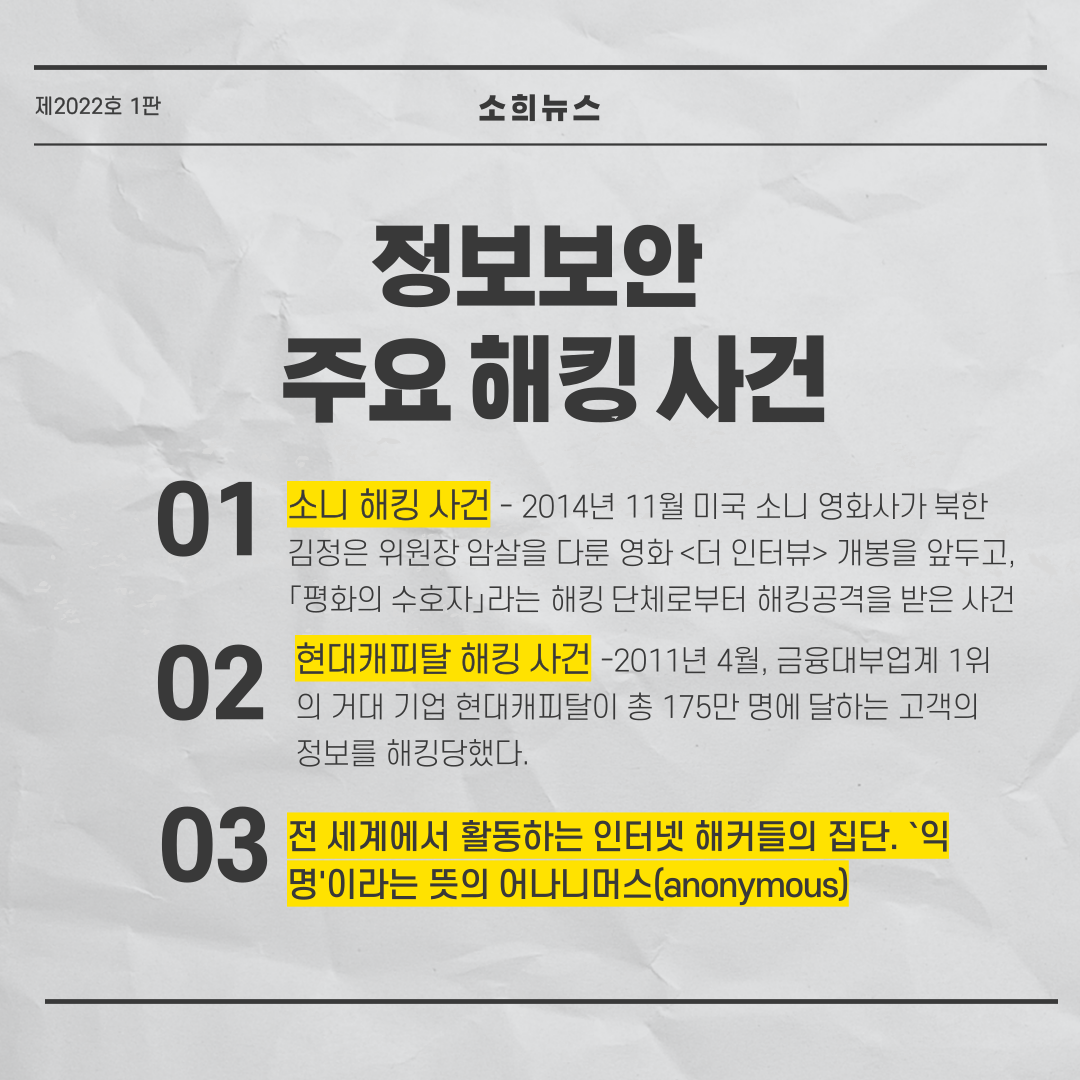 제2022호 1판
소희뉴스
정보보안
주요 해킹 사건
01
소니 해킹 사건 - 2014년 11월 미국 소니 영화사가 북한
김정은 위원장 암살을 다룬 영화 <더 인터뷰> 개봉을 앞두고,
「평화의 수호자」라는 해킹 단체로부터 해킹공격을 받은 사건
02
현대캐피탈 해킹 사건 -2011년 4월, 금융대부업계 1위
의 거대 기업 현대캐피탈이 총 175만 명에 달하는 고객의
정보를 해킹당했다.
03
전 세계에서 활동하는 인터넷 해커들의 집단. `익
명'이라는 뜻의 어나니머스(anonymous)